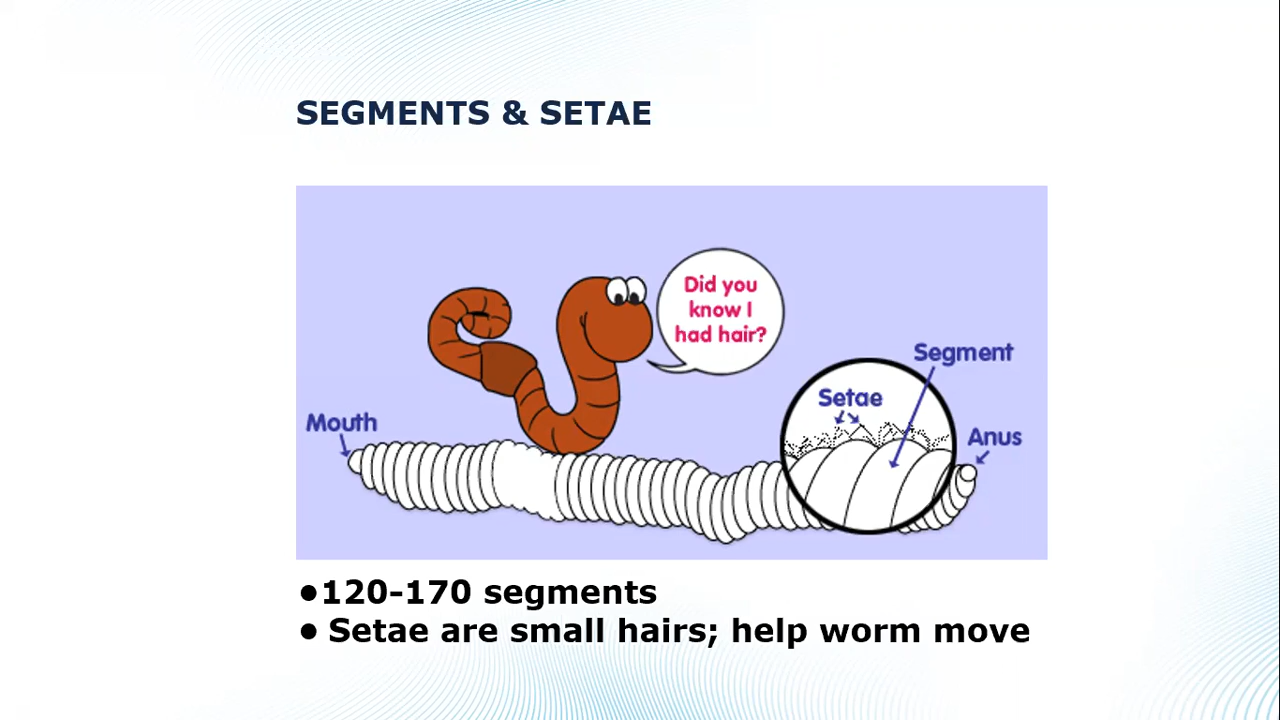 SEGMENTS & SETAE
Did you
know I
had hair?
Segment
Setae
Anus
Mouth
●120-170 segments
● Setae are small hairs; help worm move